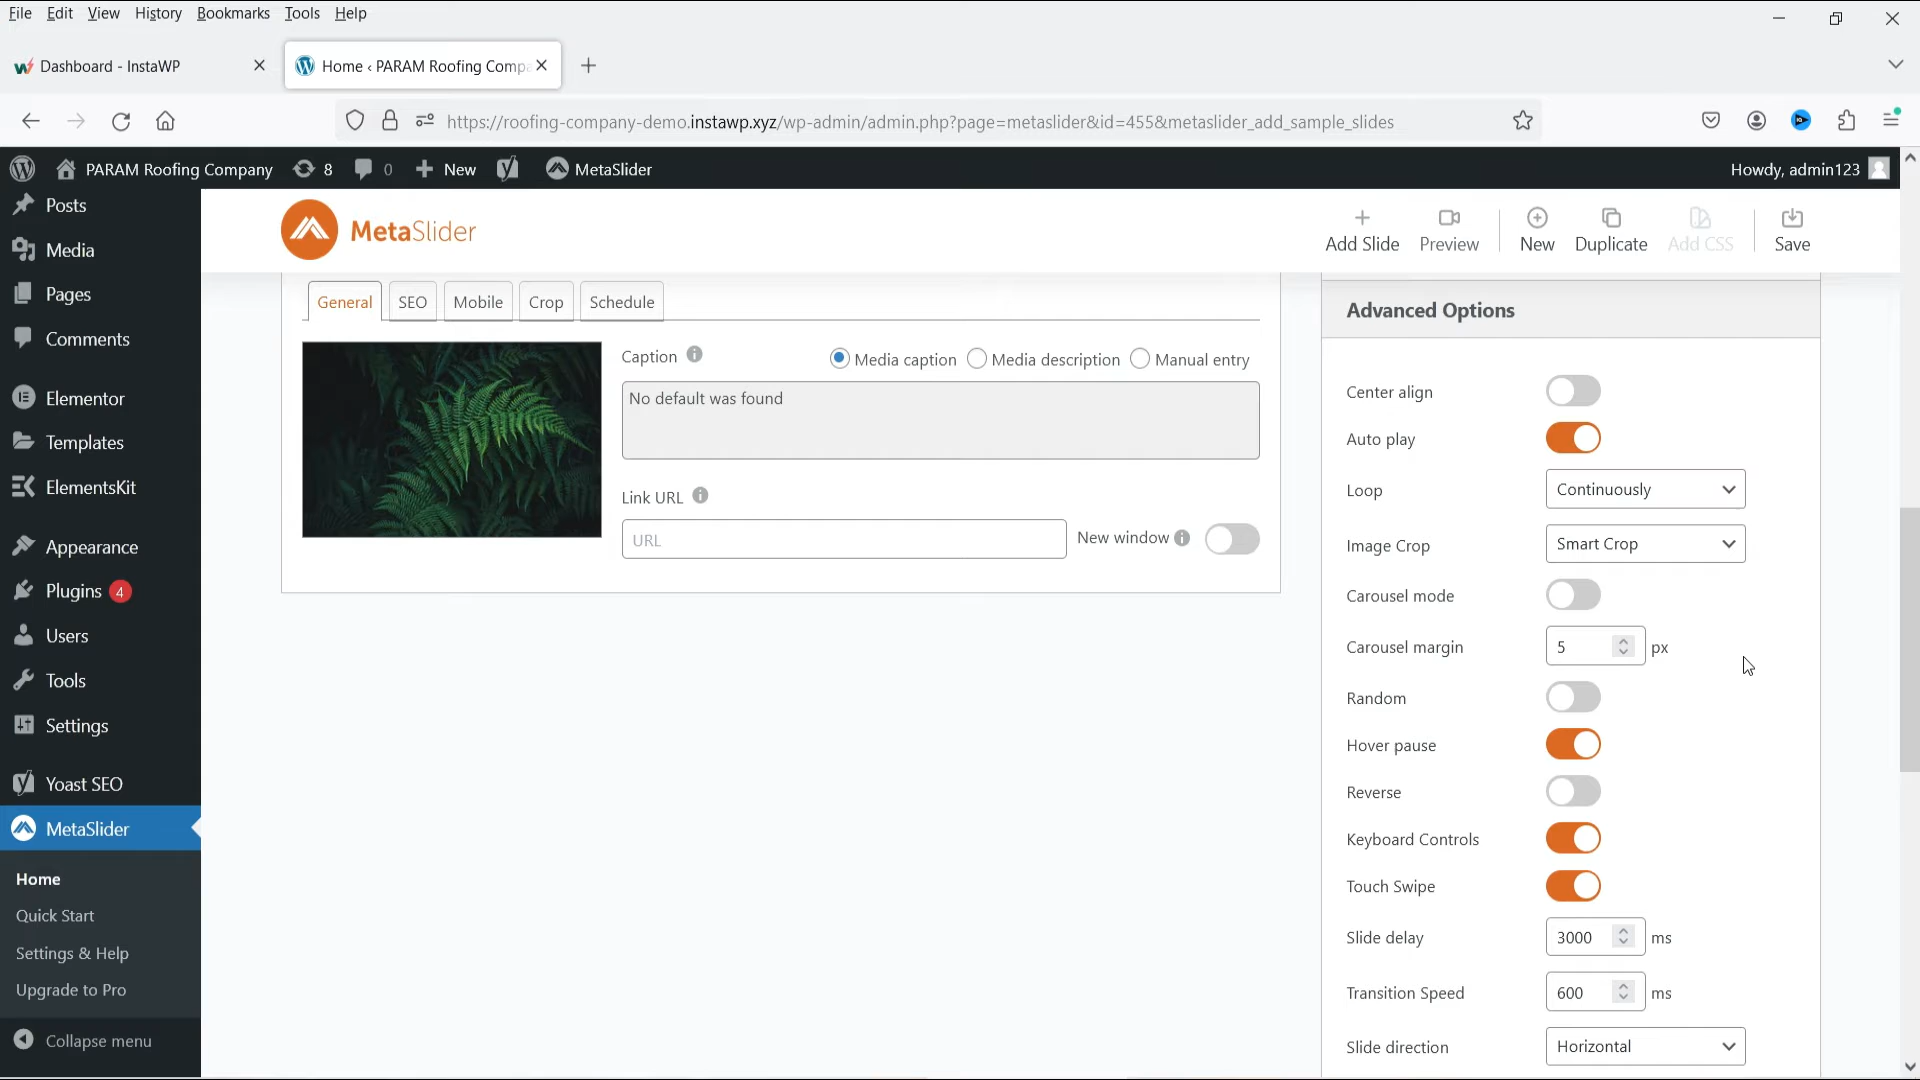 File Edit View History Bookmarks Tools Help
Dashboard - InstaWP
Home ‹ PARAM Roofing Compa
https://roofing-company-demo.instawp.xyz/wp-admin/admin.php?page=metaslider&id=455&metaslider_add_sample_slides
PARAM Roofing Company 8 0 New MetaSlider Howdy, admin123
Posts
Media
Pages
Comments
Elementor
Templates
ElementsKit
Appearance
Plugins 4
Users
Tools
Settings
Yoast SEO
MetaSlider
Home
Quick Start
Settings & Help
Upgrade to Pro
Collapse menu
MetaSlider
Add Slide Preview New Duplicate Add CSS Save
General SEO Mobile Crop Schedule
Caption Media caption Media description Manual entry
No default was found
Link URL
URL New window
Advanced Options
Center align
Auto play
Loop Continuously
Image Crop Smart Crop
Carousel mode
Carousel margin 5 px
Random
Hover pause
Reverse
Keyboard Controls
Touch Swipe
Slide delay 3000 ms
Transition Speed 600 ms
Slide direction Horizontal